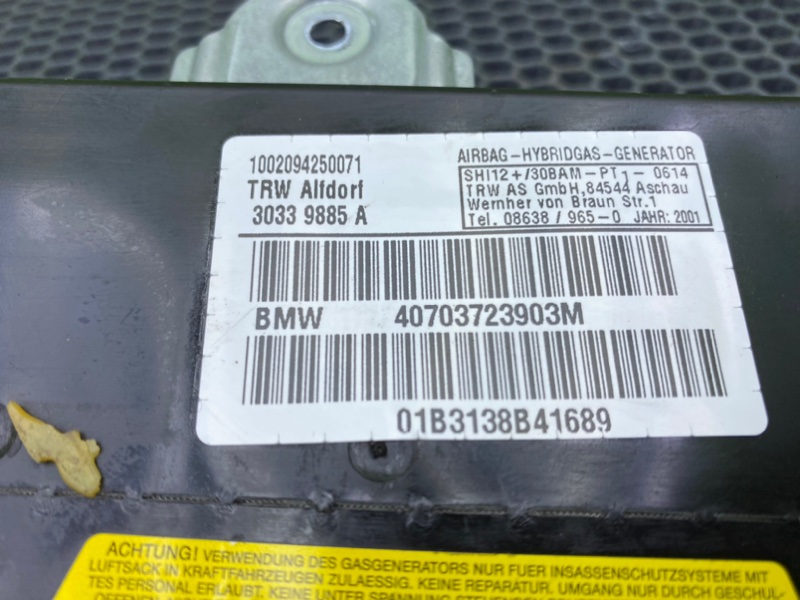 1002094250071
TRW Alfdorf
3033 9885 A
AIRBAG-HYBRIDGAS-GENERATOR
SHI12+/30BAM-PT1- 0614
TRW AS GmbH,84544 Aschau
Wernher von Braun Str.1
Tel. 08638/ 965-0 JAHR: 2001
BMW 40703723903M
01B3138B41689
ACHTUNG! VERWENDUNG DES GASGENERATORS NUR FUER INSASSENSCHUTZSYSTEME MIT
LUFTSACK IN KRAFTFAHRZEUGEN ZULAESSIG. KEINE REPARATUR. UMGANG NUR DURCH GESCHUL-
TES PERSONAL ERLAUBT. KEINE UNTER SPANNUNG